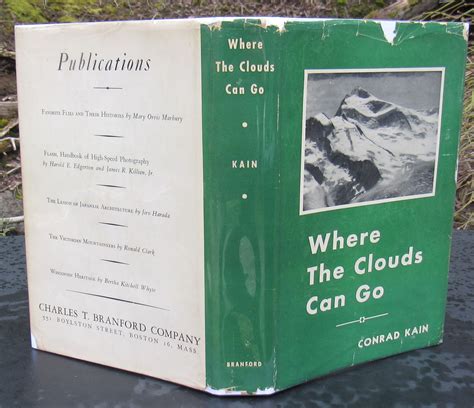 Publications
FAVORITE FLIES AND THEIR HISTORIES by Mary Orvis Marbury
FLASH, Handbook of High-Speed Photography
by Harold E. Edgerton and James R. Killian, Jr.
THE LESSON OF JAPANESE ARCHITECTURE by Jiro Harada
THE VICTORIAN MOUNTAINEERS by Ronald Clark
WINDSOR HERITAGE by Bertha Kitchell Whyte
CHARLES T. BRANFORD COMPANY
551 BOYLSTON STREET, BOSTON 16, MASS.
Where
The Clouds
Can Go
KAIN
BRANFORD
Where
The Clouds
Can Go
CONRAD KAIN